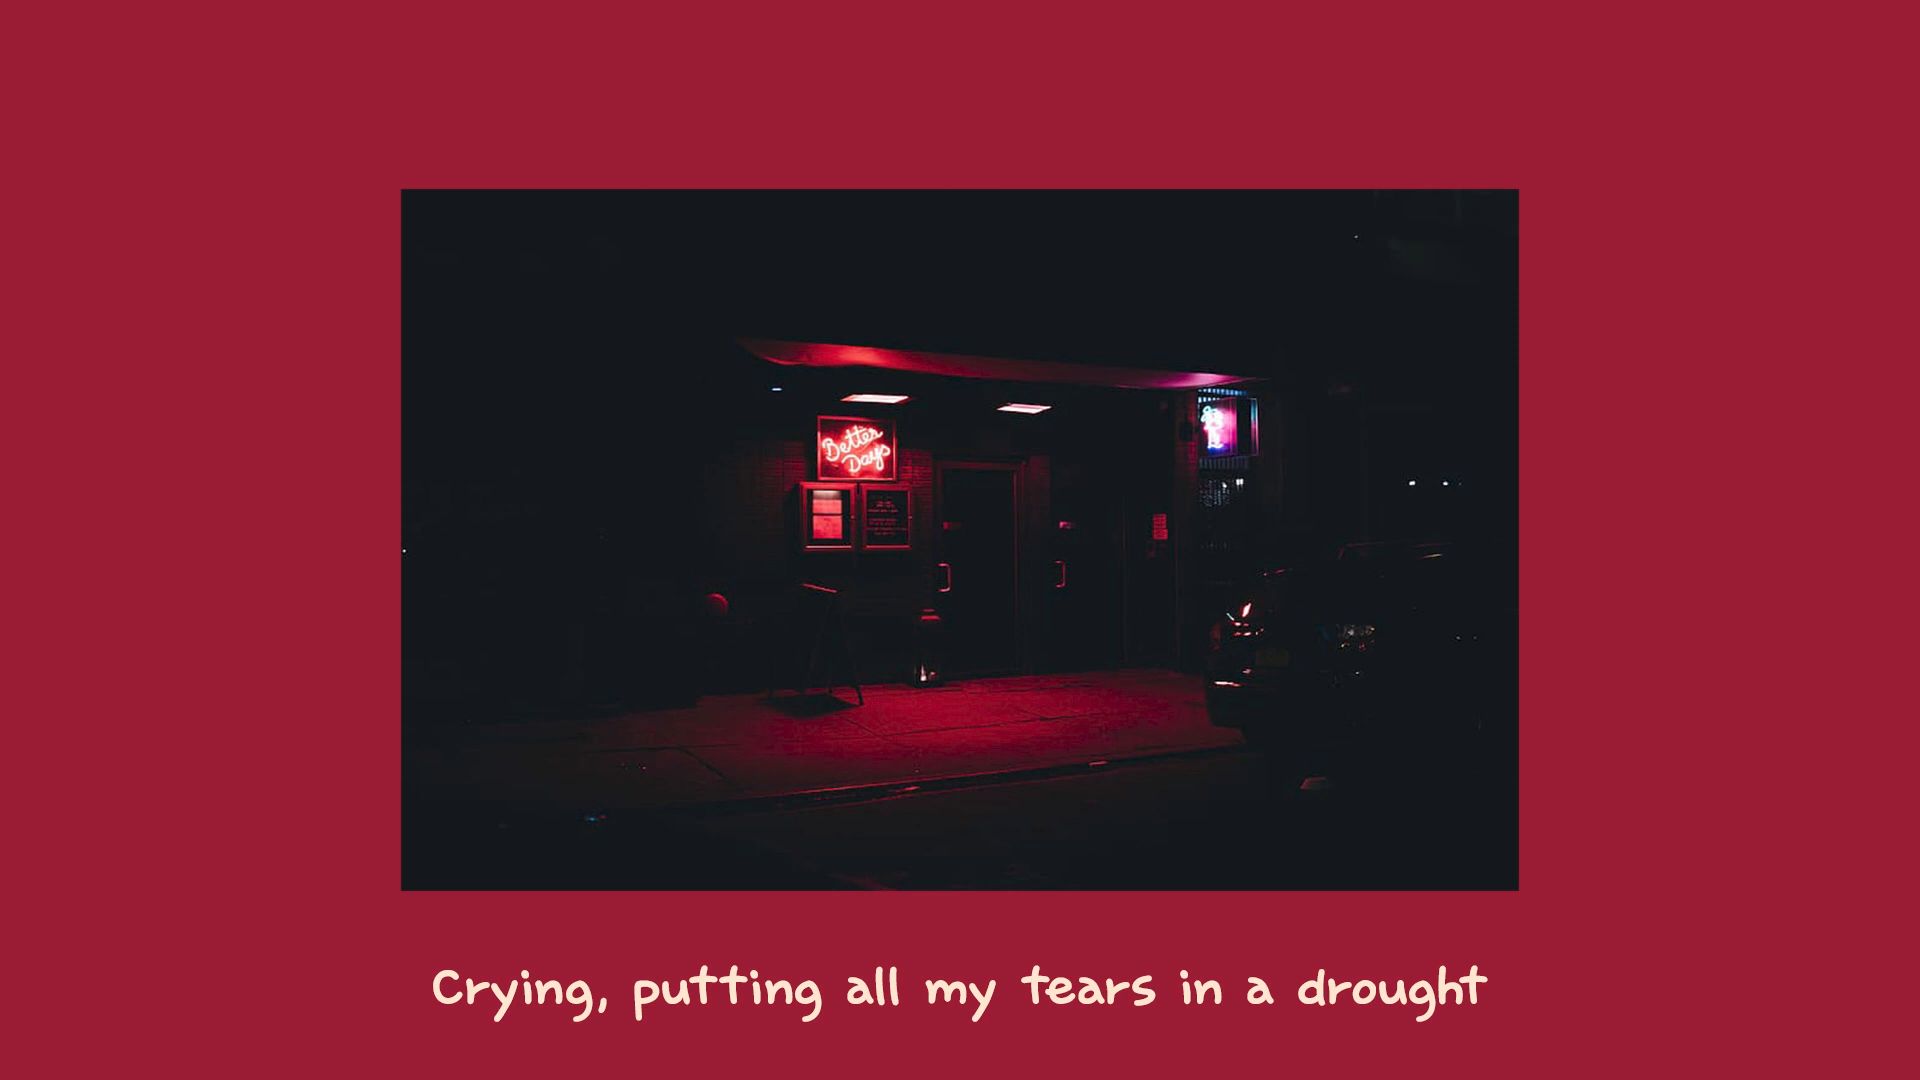 Better
Days
Crying, putting all my tears in a drought